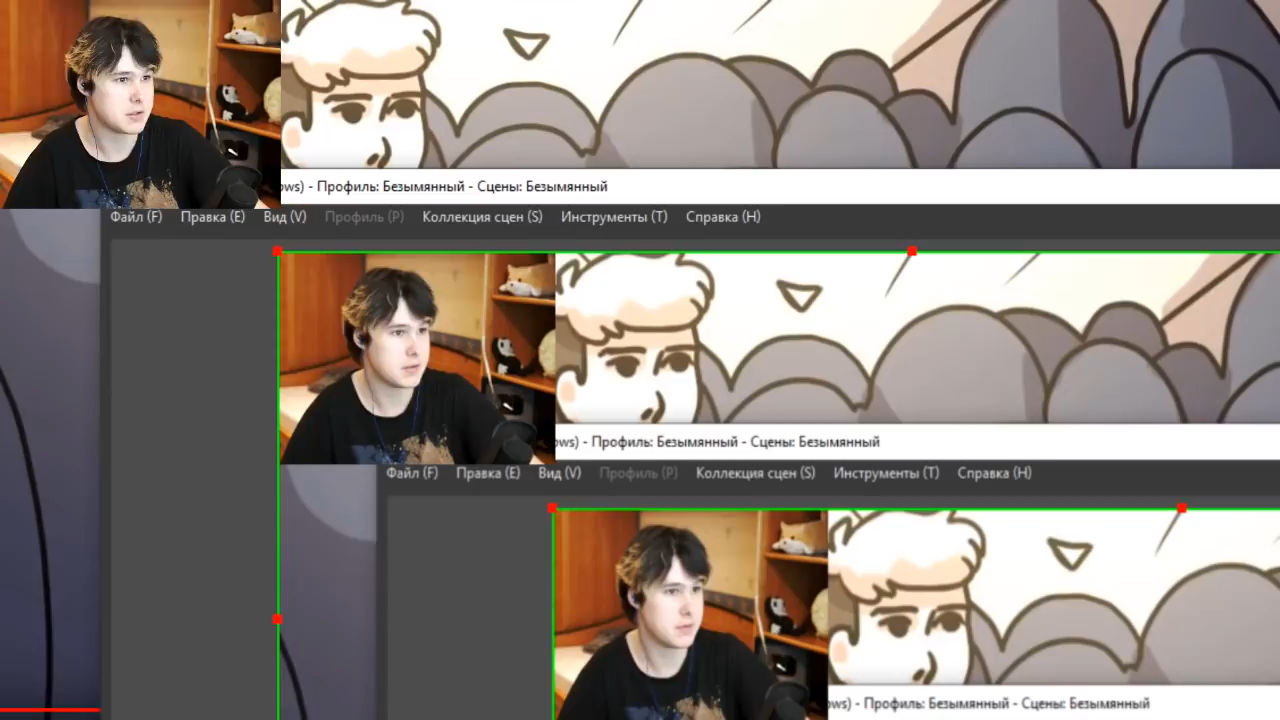 ows) - Профиль: Безымянный - Сцены: Безымянный
Файл (F) Правка (E) Вид (V) Профиль (P) Коллекция сцен (S) Инструменты (T) Справка (H)
ows) - Профиль: Безымянный - Сцены: Безымянный
Файл (F) Правка (E) Вид (V) Профиль (P) Коллекция сцен (S) Инструменты (T) Справка (H)
ows) - Профиль: Безымянный - Сцены: Безымянный